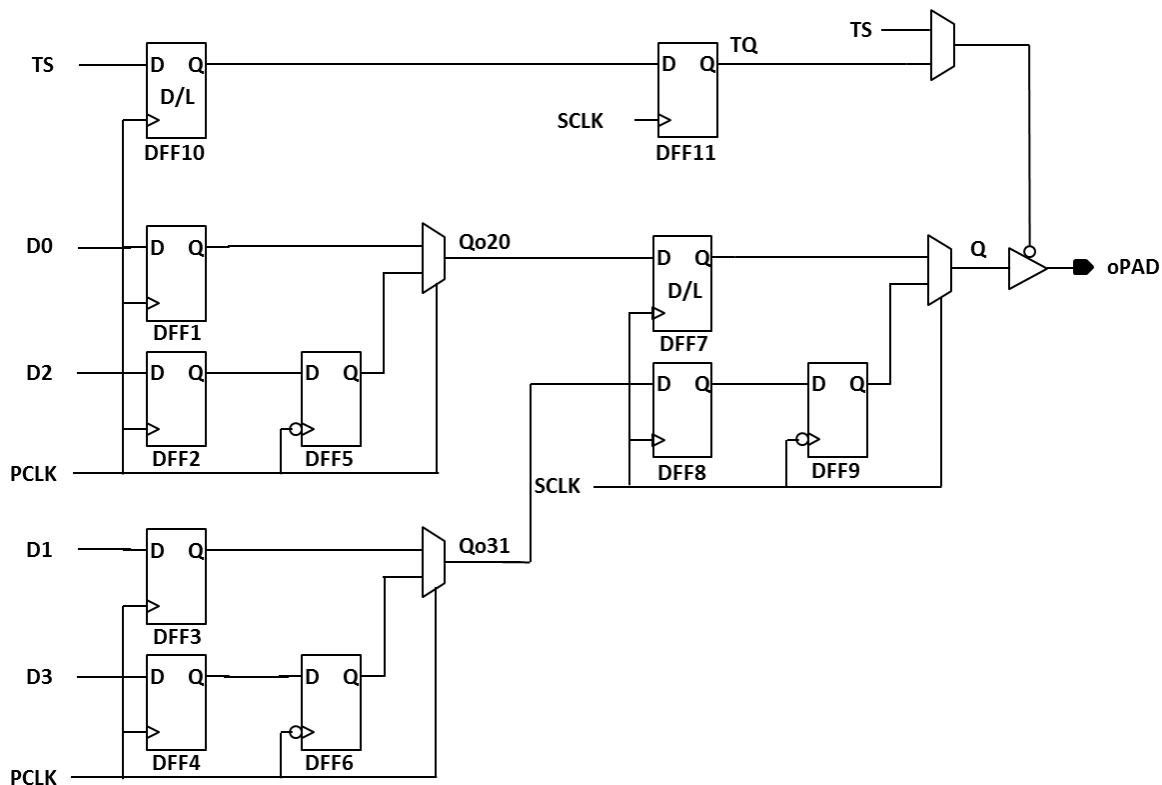 TS
D Q
D/L
DFF10
SCLK
D Q
DFF11
TQ
TS
D0
D Q
DFF1
Qo20
D2
D Q
DFF2
D Q
DFF5
PCLK
D Q
D/L
DFF7
D Q
DFF8
D Q
DFF9
SCLK
Q
oPAD
D1
D Q
DFF3
Qo31
D3
D Q
DFF4
D Q
DFF6
PCLK